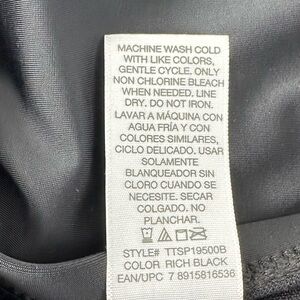 MACHINE WASH COLD
WITH LIKE COLORS,
GENTLE CYCLE. ONLY
NON CHLORINE BLEACH
WHEN NEEDED. LINE
DRY. DO NOT IRON.
LAVAR A MÁQUINA CON
AGUA FRÍA Y CON
COLORES SIMILARES,
CICLO DELICADO. USAR
SOLAMENTE
BLANQUEADOR SIN
CLORO CUANDO SE
NECESITE. SECAR
COLGADO. NO
PLANCHAR.
STYLE# TTSP19500B
COLOR RICH BLACK
EAN/UPC 7 8915816536